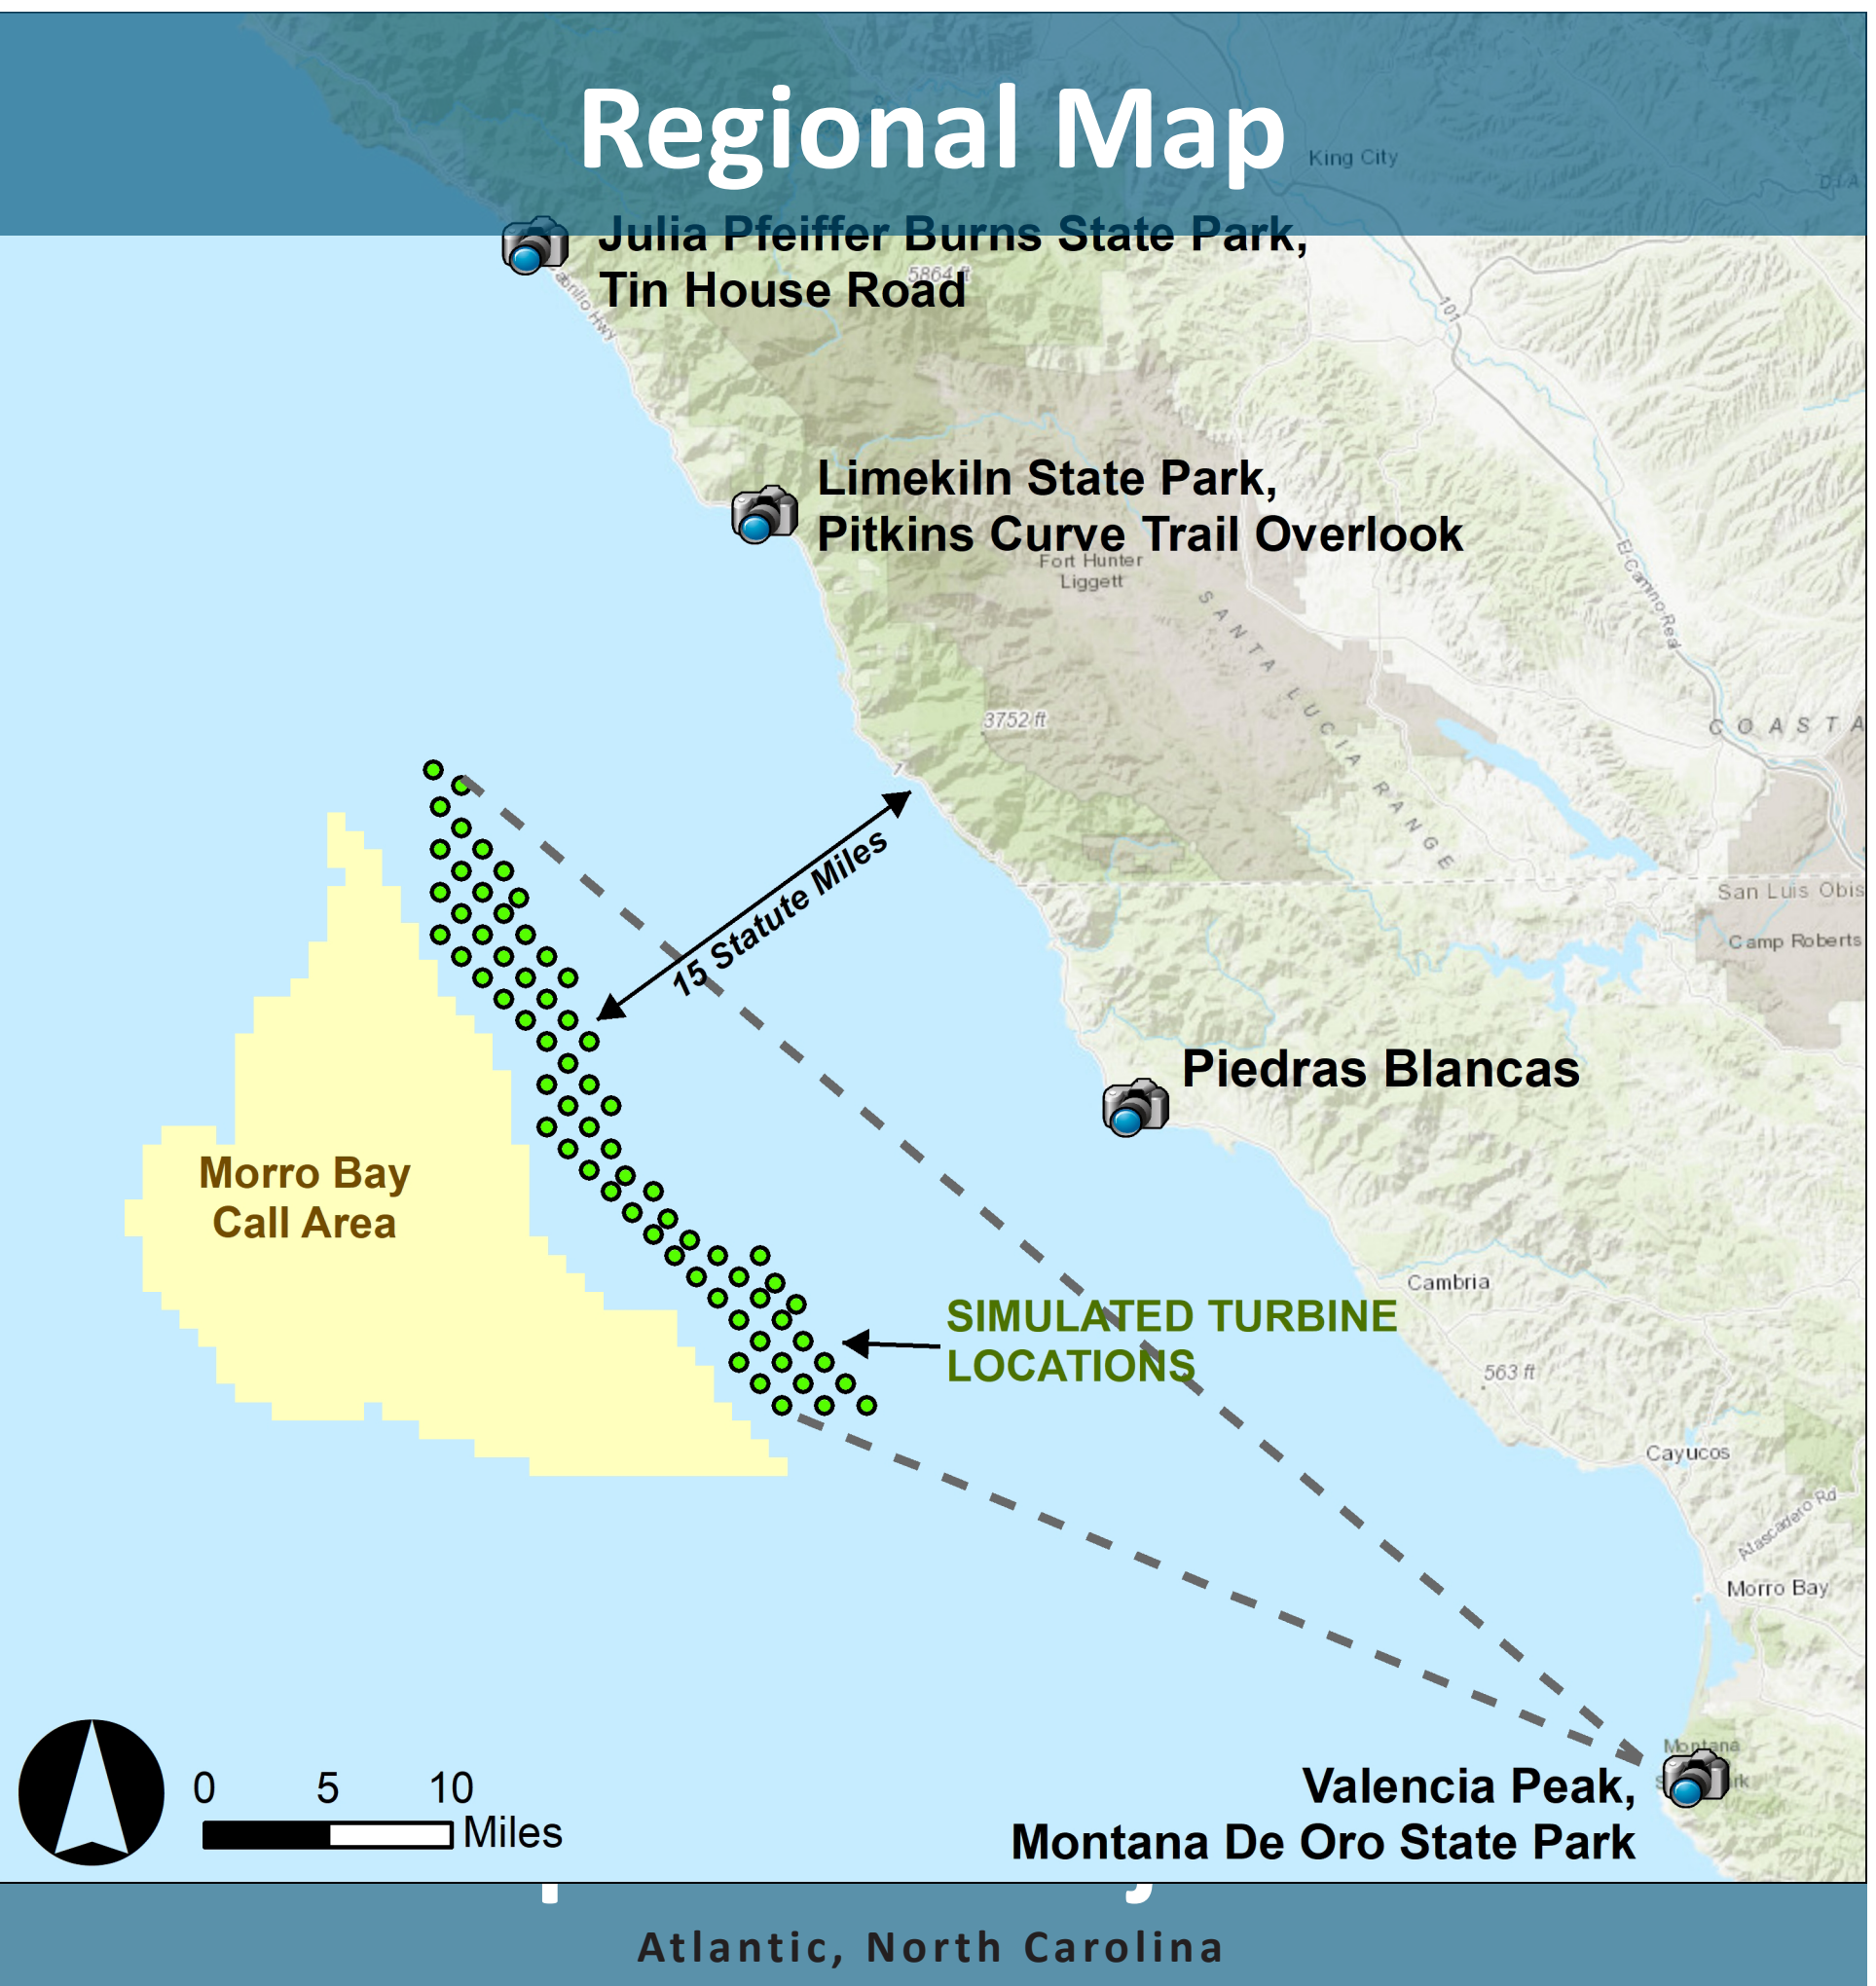 Regional Map
King City
Julia Pfeiffer Burns State Park,
Tin House Road
5864 ft
101
Limekiln State Park,
Pitkins Curve Trail Overlook
Fort Hunter
Liggett
El Camino Real
SANTA LUCIA RANGE
3752 ft
COASTA
1
15 Statute Miles
San Luis Obis
Camp Roberts
Piedras Blancas
Morro Bay
Call Area
Cambria
SIMULATED TURBINE
LOCATIONS
563 ft
Cayucos
Atascadero Rd
Morro Bay
Montana
Valencia Peak,
Montana De Oro State Park
0 5 10
Miles
Atlantic, North Carolina